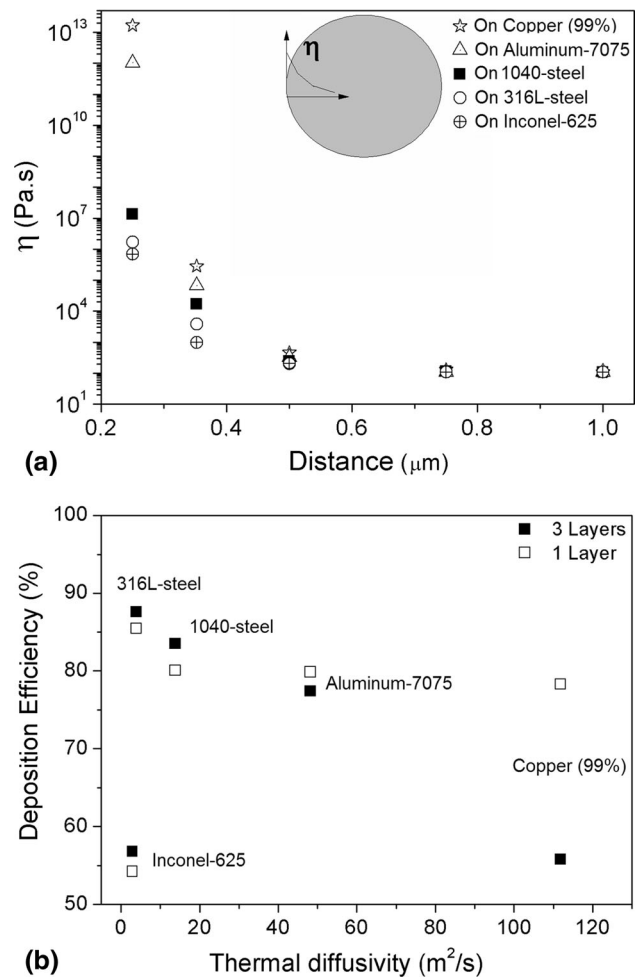 10^13
10^10
10^7
10^4
10^1
η (Pa.s)
η
On Copper (99%)
On Aluminum-7075
On 1040-steel
On 316L-steel
On Inconel-625
0.2 0.4 0.6 0.8 1.0
(a)
Distance (μm)
100
90
80
70
60
50
Deposition Efficiency (%)
3 Layers
1 Layer
316L-steel
1040-steel
Aluminum-7075
Copper (99%)
Inconel-625
0 20 40 60 80 100 120
(b)
Thermal diffusivity (m²/s)